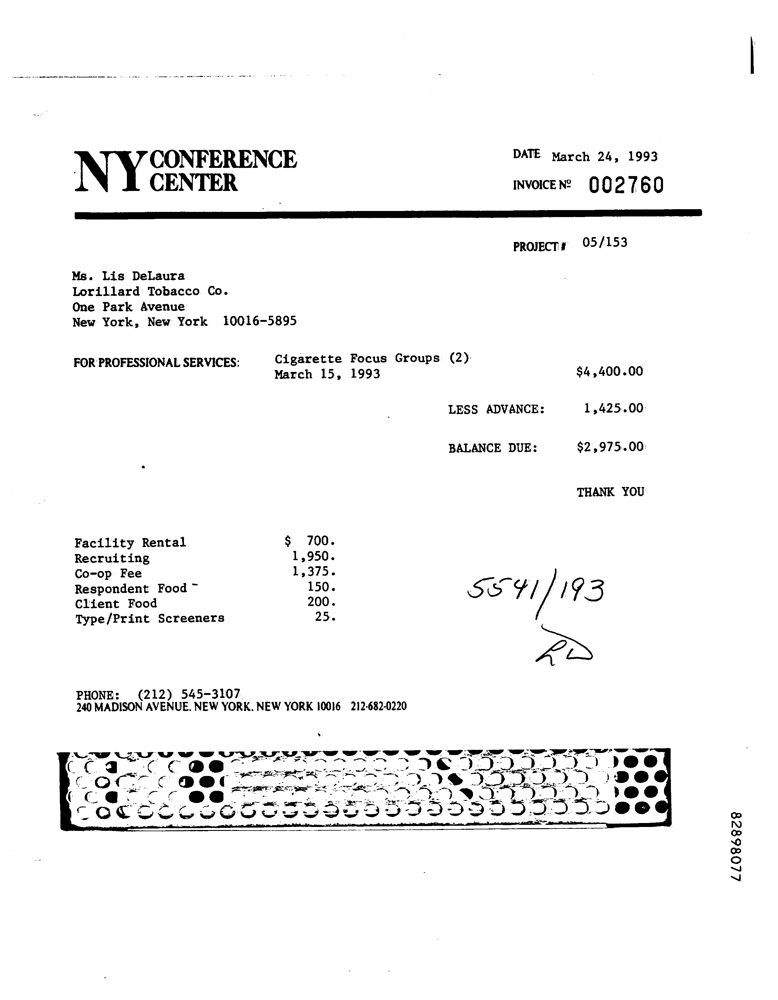 NY CONFERENCE CENTER
DATE March 24, 1993
INVOICE Nº 002760
PROJECT # 05/153
Ms. Lis DeLaura
Lorillard Tobacco Co.
One Park Avenue
New York, New York 10016-5895
FOR PROFESSIONAL SERVICES: Cigarette Focus Groups (2)
March 15, 1993 $4,400.00
LESS ADVANCE: 1,425.00
BALANCE DUE: $2,975.00
THANK YOU
Facility Rental $ 700.
Recruiting 1,950.
Co-op Fee 1,375.
Respondent Food 150.
Client Food 200.
Type/Print Screeners 25.
5541/193
LD
PHONE: (212) 545-3107
240 MADISON AVENUE, NEW YORK, NEW YORK 10016 212-682-0220
82898077